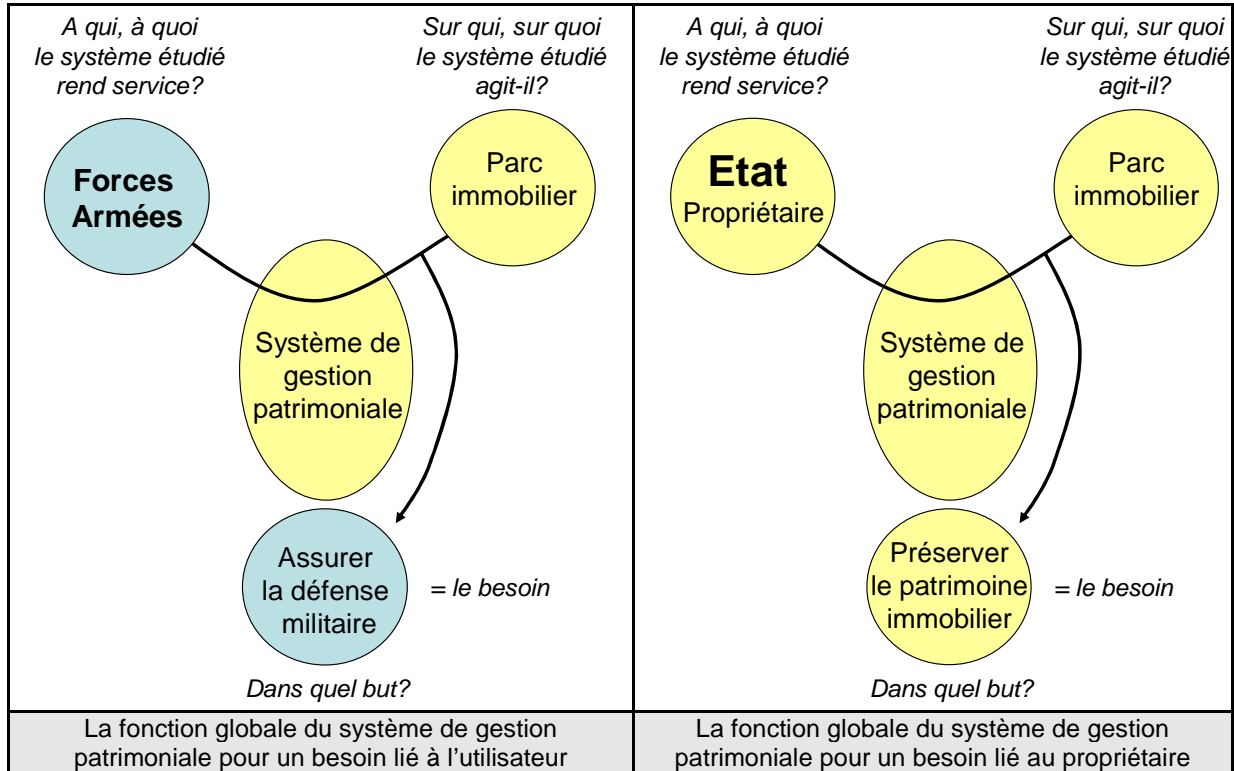 A qui, à quoi
le système étudié
rend service?
Sur qui, sur quoi
le système étudié
agit-il?
Forces
Armées
Parc
immobilier
Système de
gestion
patrimoniale
Assurer
la défense
militaire
= le besoin
Dans quel but?
La fonction globale du système de gestion
patrimoniale pour un besoin lié à l’utilisateur
A qui, à quoi
le système étudié
rend service?
Sur qui, sur quoi
le système étudié
agit-il?
Etat
Propriétaire
Parc
immobilier
Système de
gestion
patrimoniale
Préserver
le patrimoine
immobilier
= le besoin
Dans quel but?
La fonction globale du système de gestion
patrimoniale pour un besoin lié au propriétaire